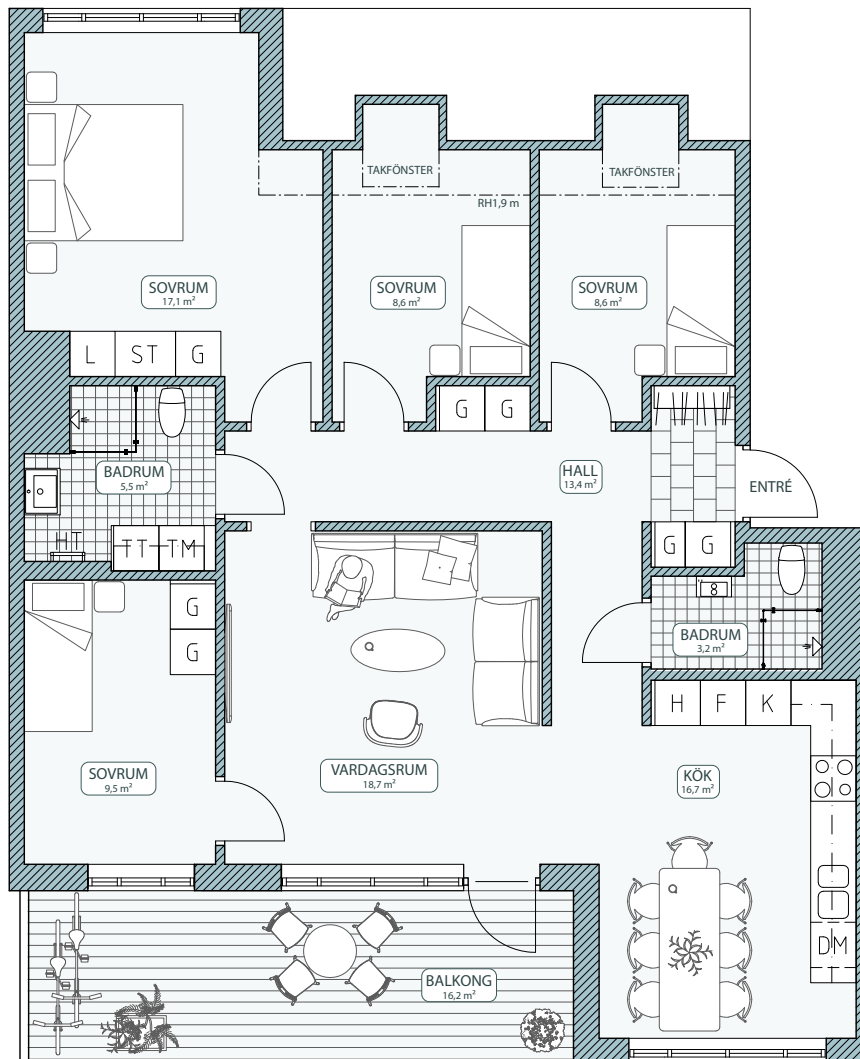 TAKFÖNSTER
TAKFÖNSTER
RH1,9 m
SOVRUM
17,1 m²
SOVRUM
8,6 m²
SOVRUM
8,6 m²
L ST G
G G
BADRUM
5,5 m²
HALL
13,4 m²
ENTRÉ
HT TT TM
G G
G
G
BADRUM
3,2 m²
H F K
SOVRUM
9,5 m²
VARDAGSRUM
18,7 m²
KÖK
16,7 m²
DM
BALKONG
16,2 m²